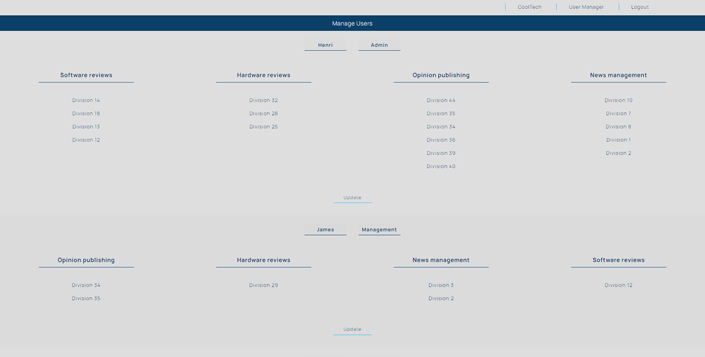 CoolTech User Manager Logout
Manage Users
Henri Admin
Software reviews Hardware reviews Opinion publishing News management
Division 14 Division 32 Division 44 Division 10
Division 18 Division 28 Division 35 Division 7
Division 13 Division 25 Division 34 Division 8
Division 12 Division 38 Division 1
Division 39 Division 2
Division 40
Update
James Management
Opinion publishing Hardware reviews News management Software reviews
Division 34 Division 29 Division 3 Division 12
Division 35 Division 2
Update